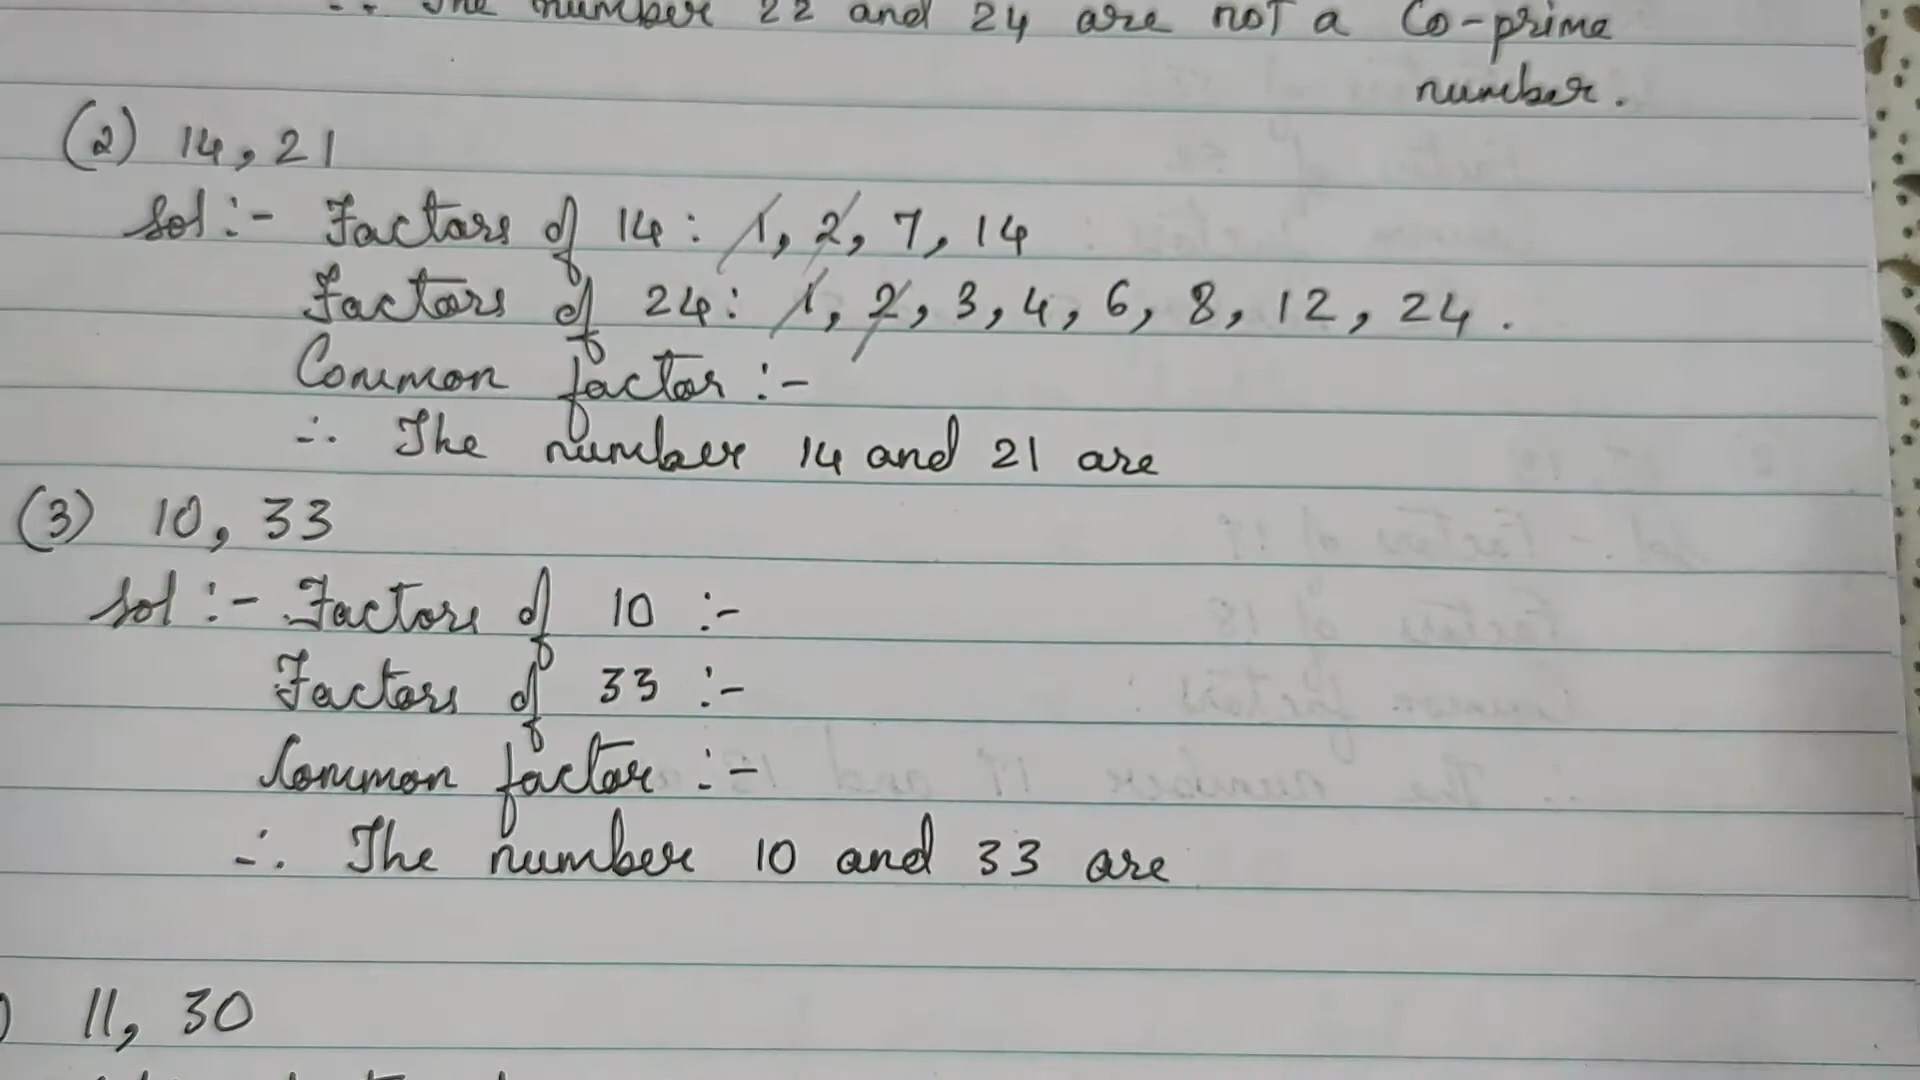 ∴ The number 22 and 24 are not a Co-prime
number.
(2) 14, 21
Sol :- Factors of 14 : 1, 2, 7, 14
Factors of 24 : 1, 2, 3, 4, 6, 8, 12, 24.
Common factor :-
∴ The number 14 and 21 are
(3) 10, 33
Sol :- Factors of 10 :-
Factors of 33 :-
Common factor :-
∴ The number 10 and 33 are
) 11, 30